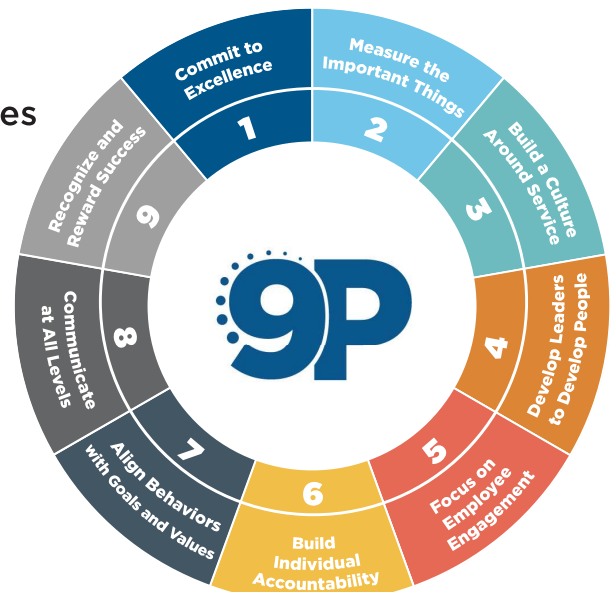 es
Commit to
Excellence
1
Measure the
Important Things
2
Build a Culture
Around Service
3
Develop Leaders
to Develop People
4
Focus on
Employee
Engagement
5
6
Build
Individual
Accountability
7
Align Behaviors
with Goals and Values
8
Communicate
at All Levels
9
Recognize and
Reward Success
9P